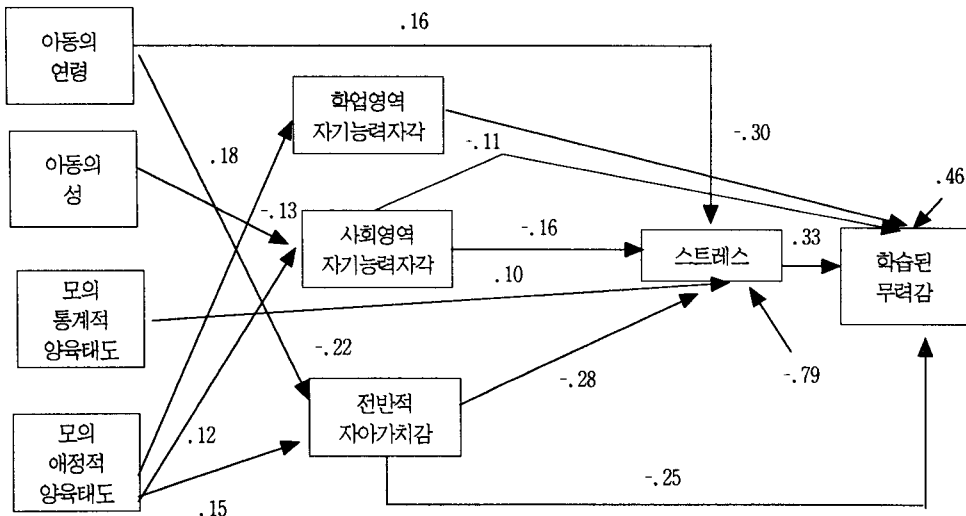 아동의
연령
.16
학업영역
자기능력자각
-.30
-.11
아동의
성
.18
.46
-.13
사회영역
자기능력자각
-.16
스트레스
.33
학습된
무력감
모의
통계적
양육태도
.10
-.22
-.28
-.79
전반적
자아가치감
모의
애정적
양육태도
.12
.15
-.25